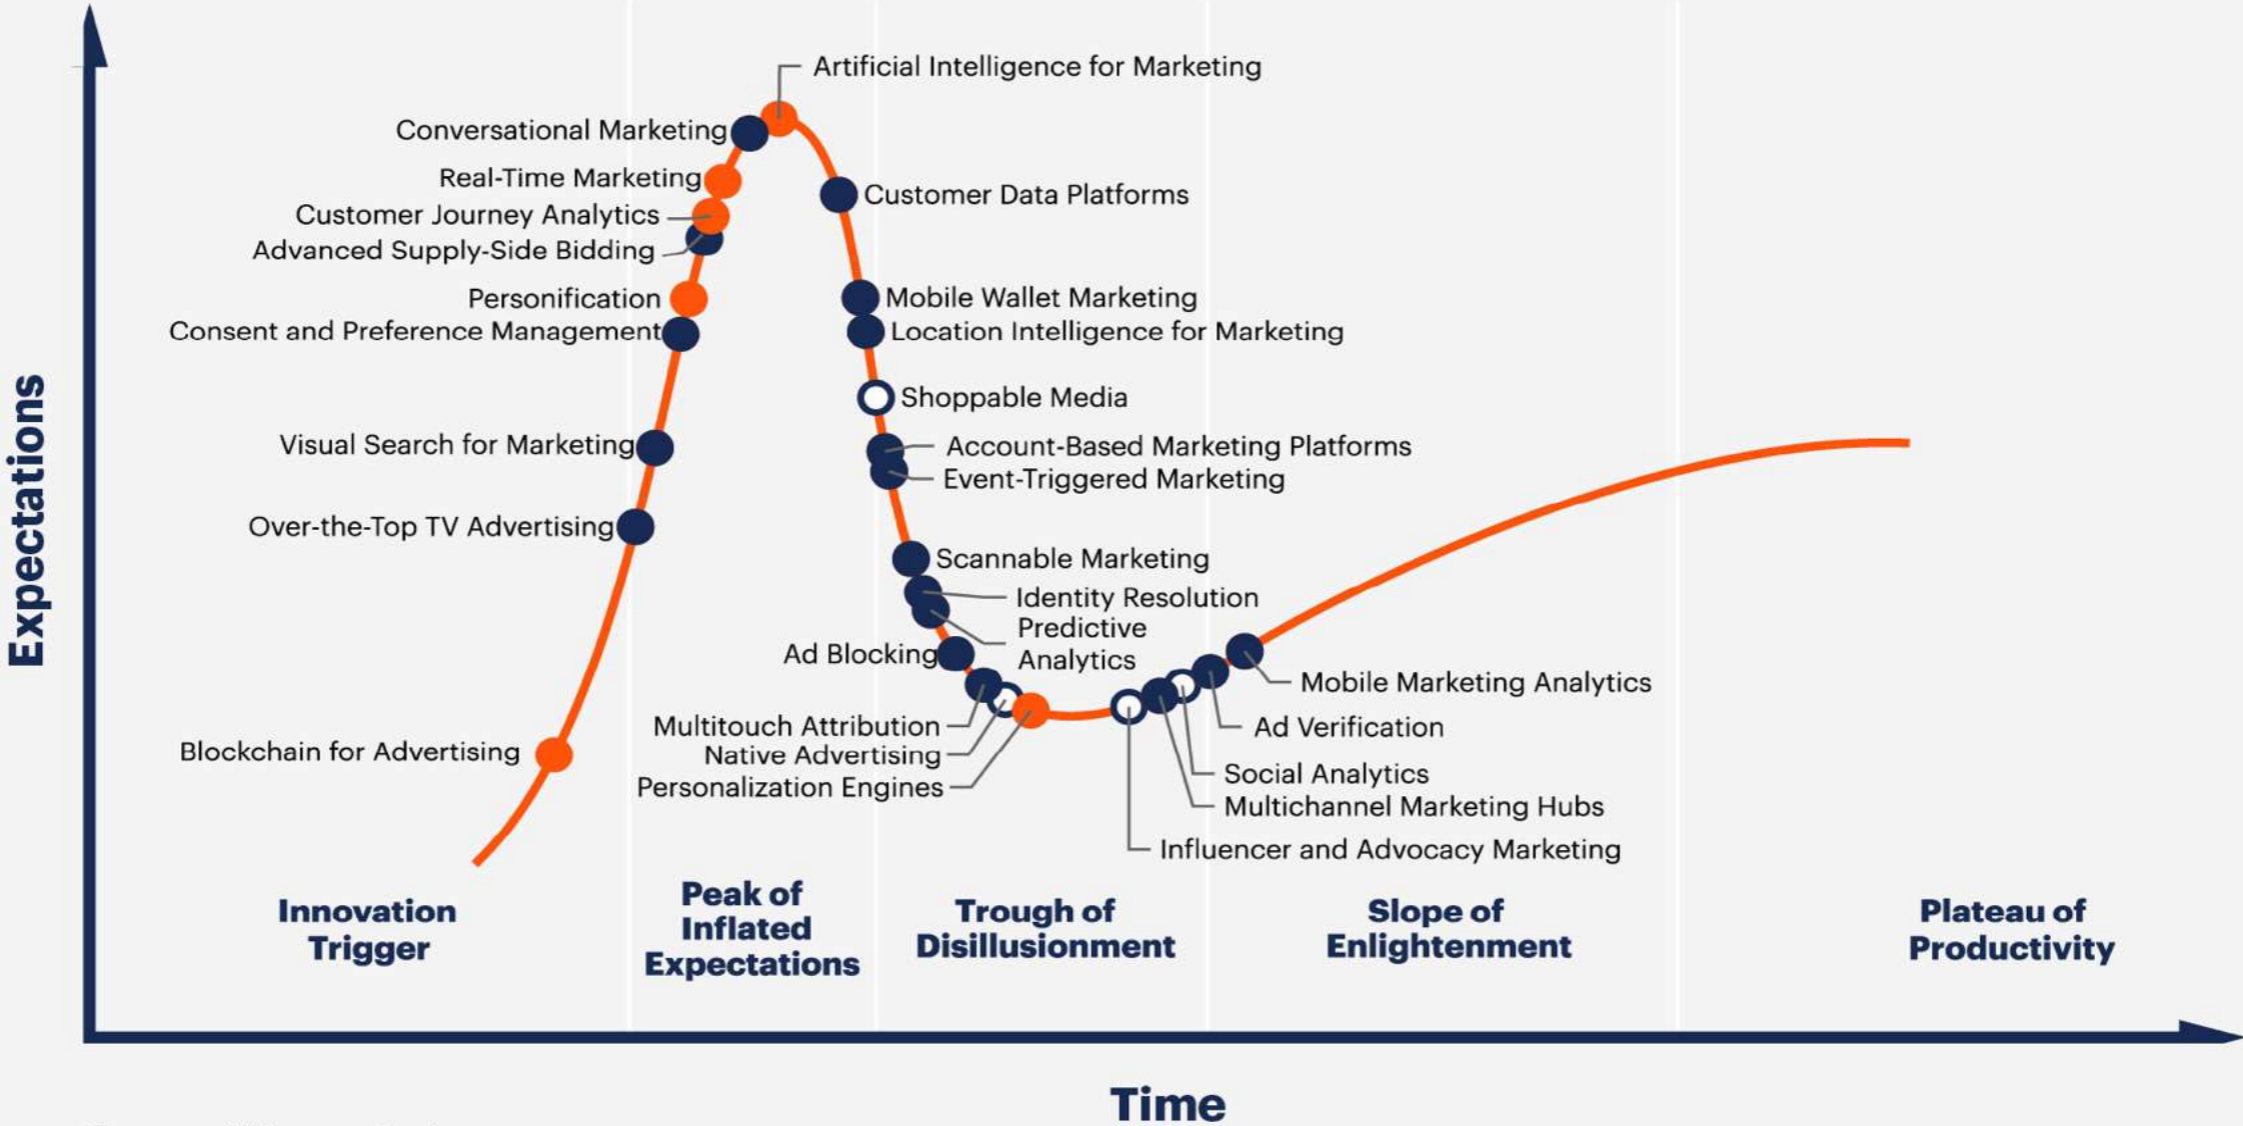 Artificial Intelligence for Marketing
Conversational Marketing
Real-Time Marketing
Customer Journey Analytics
Advanced Supply-Side Bidding
Personification
Consent and Preference Management
Visual Search for Marketing
Over-the-Top TV Advertising
Blockchain for Advertising
Customer Data Platforms
Mobile Wallet Marketing
Location Intelligence for Marketing
Shoppable Media
Account-Based Marketing Platforms
Event-Triggered Marketing
Scannable Marketing
Identity Resolution
Predictive
Analytics
Ad Blocking
Multitouch Attribution
Native Advertising
Personalization Engines
Mobile Marketing Analytics
Ad Verification
Social Analytics
Multichannel Marketing Hubs
Influencer and Advocacy Marketing
Expectations
Innovation
Trigger
Peak of
Inflated
Expectations
Trough of
Disillusionment
Slope of
Enlightenment
Plateau of
Productivity
Time